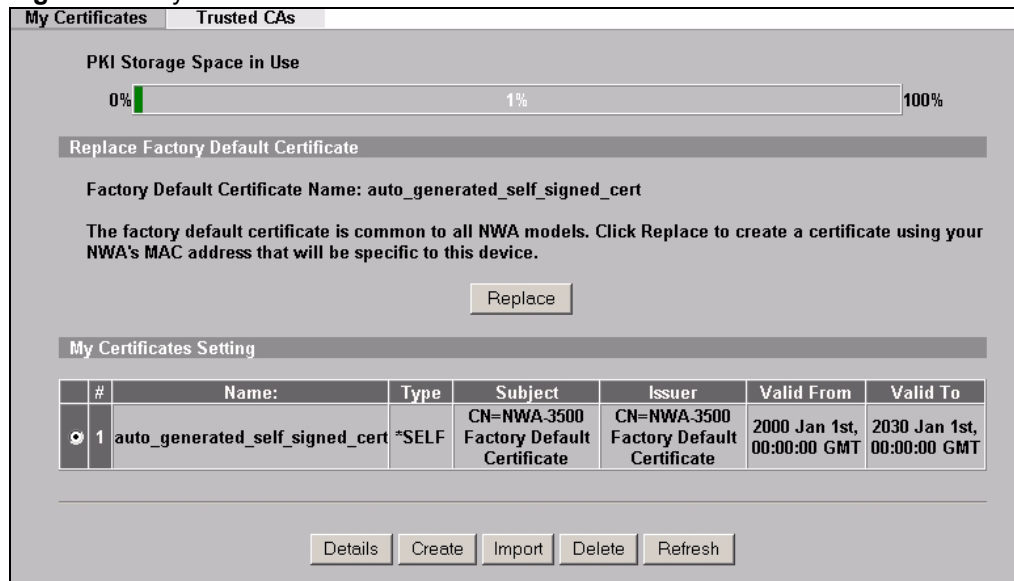 My Certificates Trusted CAs
PKI Storage Space in Use
0% 1% 100%
Replace Factory Default Certificate
Factory Default Certificate Name: auto_generated_self_signed_cert
The factory default certificate is common to all NWA models. Click Replace to create a certificate using your
NWA's MAC address that will be specific to this device.
Replace
My Certificates Setting
# Name: Type Subject Issuer Valid From Valid To
1 auto_generated_self_signed_cert *SELF CN=NWA-3500 Factory Default Certificate CN=NWA-3500 Factory Default Certificate 2000 Jan 1st, 00:00:00 GMT 2030 Jan 1st, 00:00:00 GMT
Details Create Import Delete Refresh